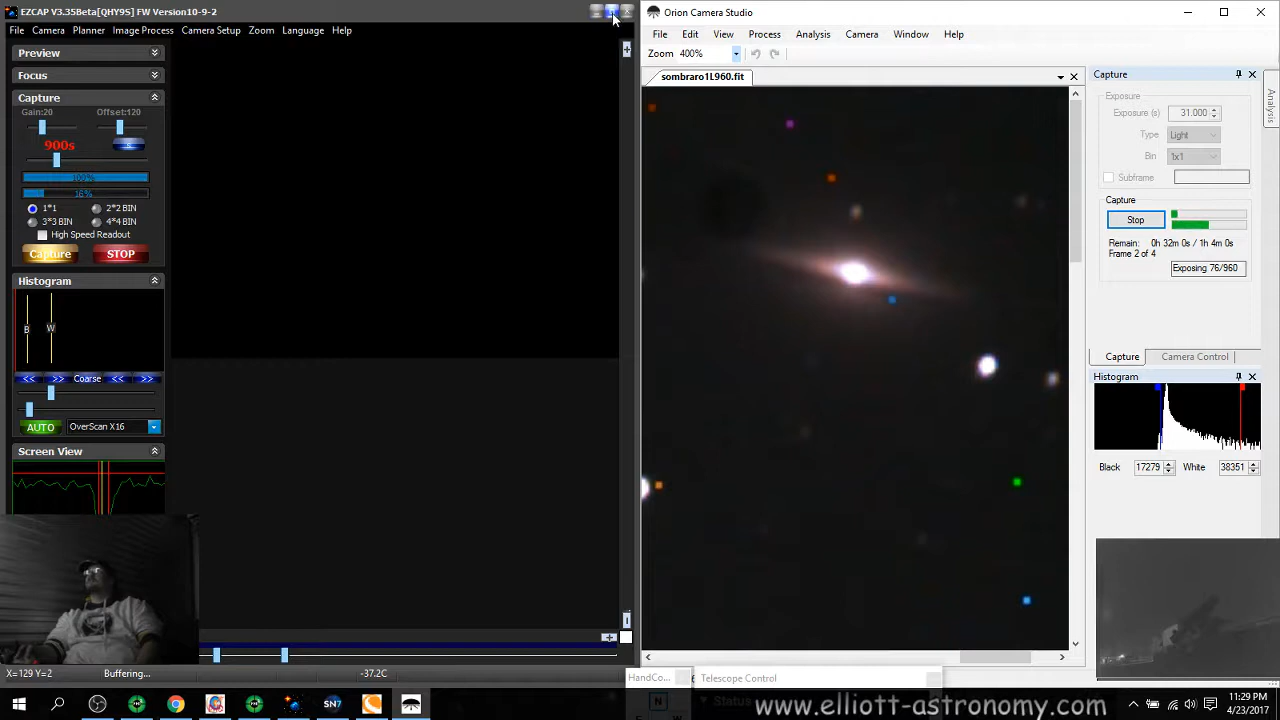 EZCAP V3.35Beta[QHY9S] FW Version10-9-2
File Camera Planner Image Process Camera Setup Zoom Language Help
Preview
Focus
Capture
Gain:20 Offset:120
900s
S
100%
16%
1*1 2*2 BIN
3*3 BIN 4*4 BIN
High Speed Readout
Capture STOP
Histogram
B W
<< >> Coarse << >>
AUTO OverScan X16
Screen View
X=129 Y=2 Buffering... -37.2C
Orion Camera Studio
File Edit View Process Analysis Camera Window Help
Zoom 400%
sombraro1L960.fit
Capture
Analysis
Exposure
Exposure (s) 31.000
Type Light
Bin 1x1
Subframe
Capture
Stop
Remain: 0h 32m 0s / 1h 4m 0s
Frame 2 of 4
Exposing 76/960
Capture Camera Control
Histogram
Black 17279 White 38351
HandCo...
Telescope Control
N
Status
E W
SN7
www.elliott-astronomy.com
11:29 PM
4/23/2017